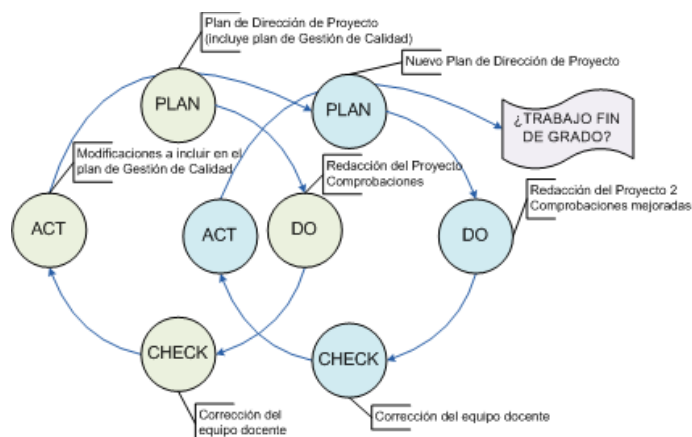 Plan de Dirección de Proyecto
(incluye plan de Gestión de Calidad)
Nuevo Plan de Dirección de Proyecto
PLAN
PLAN
¿TRABAJO FIN
DE GRADO?
Modificaciones a incluir en el
plan de Gestión de Calidad
Redacción del Proyecto
Comprobaciones
Redacción del Proyecto 2
Comprobaciones mejoradas
ACT
ACT
DO
DO
CHECK
CHECK
Corrección del
equipo docente
Corrección del equipo docente